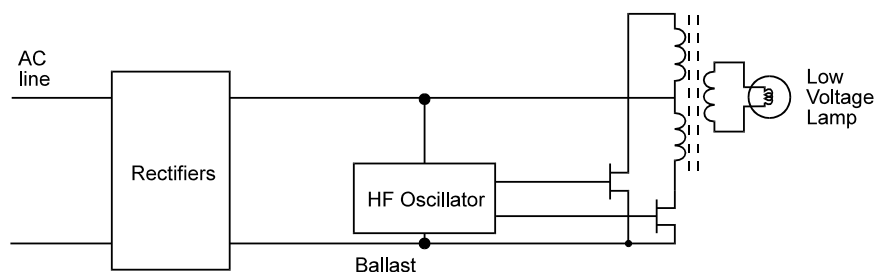 AC
line
Rectifiers
HF Oscillator
Ballast
Low
Voltage
Lamp